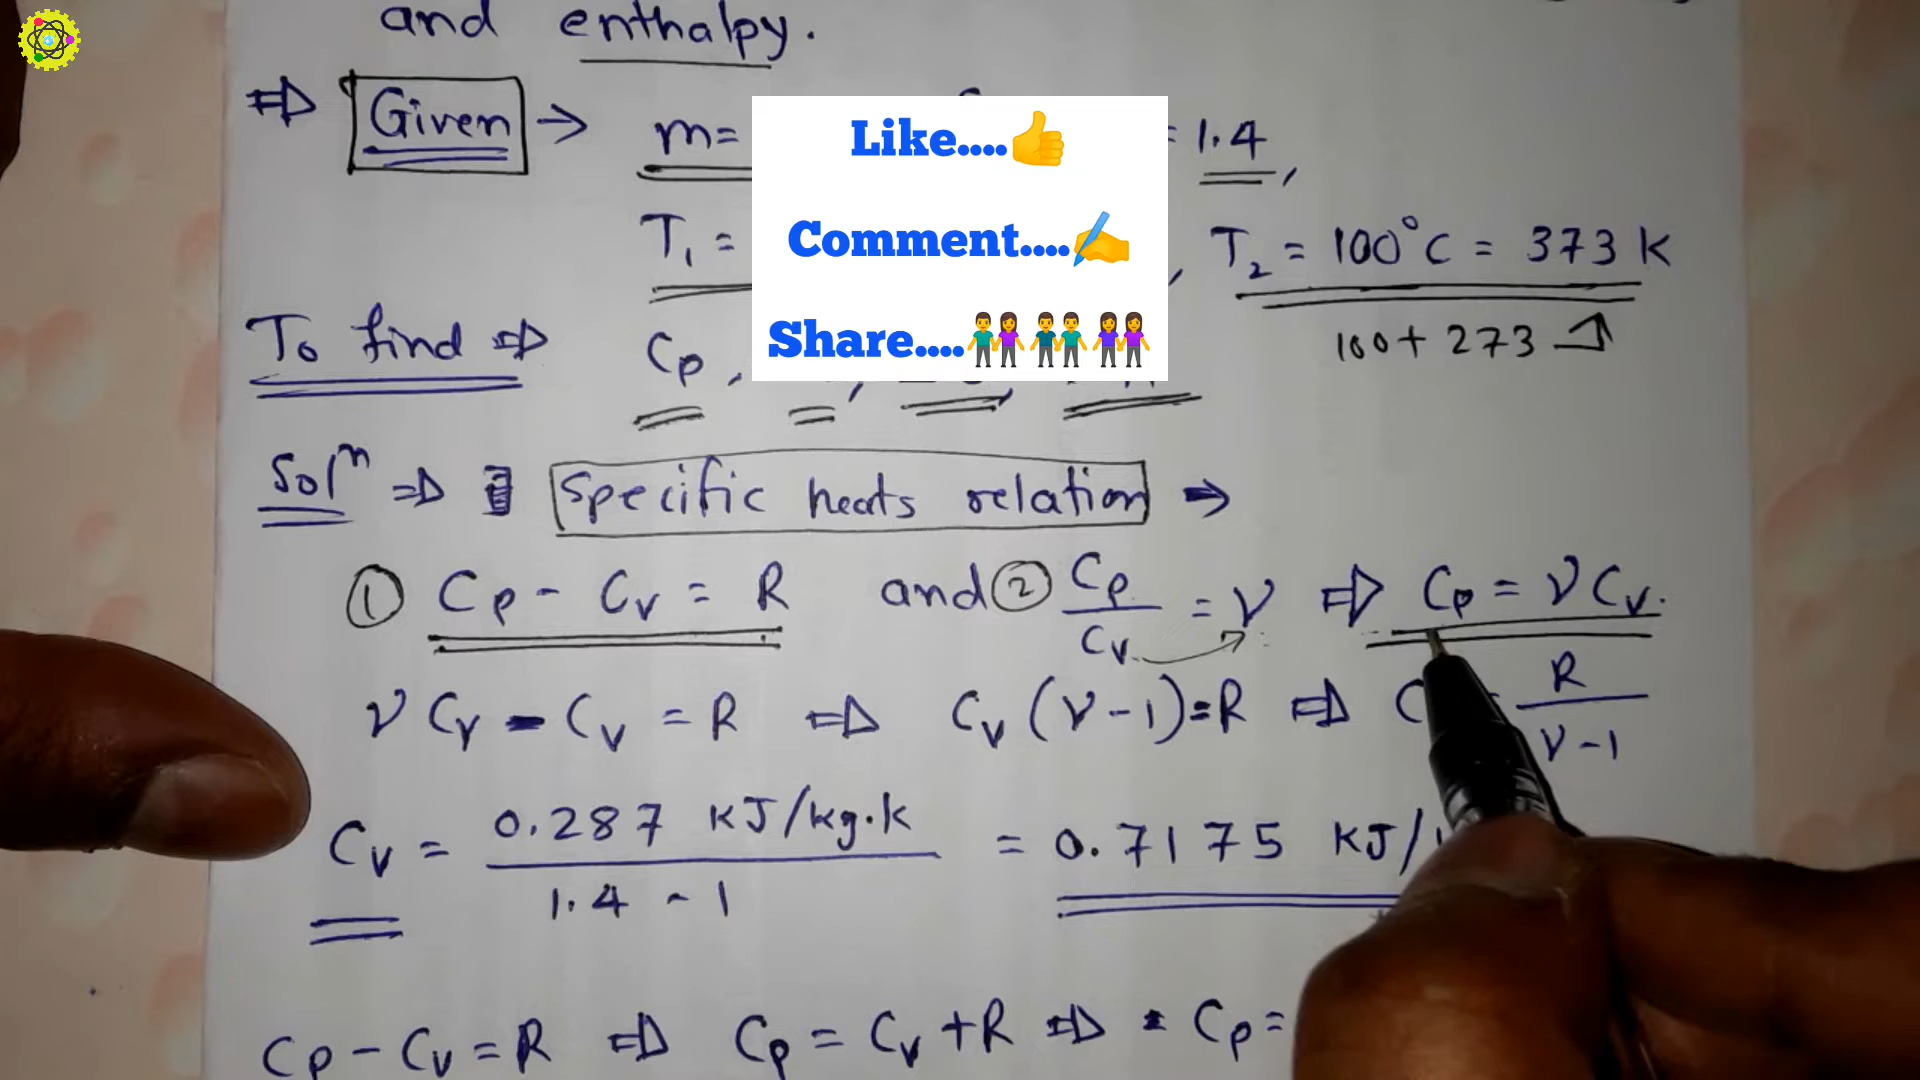 and enthalpy.
⇒ Given → m= = 1.4,
Like....👍
T₁ = , T₂ = 100°C = 373 K
Comment....✍
100 + 273
To find ⇒ Cp, ,
Share....👫👬👭
Solⁿ ⇒ Specific heats relation →
① Cp - Cv = R and ② Cp/Cv = γ ⇒ Cp = γ Cv.
γ Cv - Cv = R ⇒ Cv (γ - 1) = R ⇒ C = R/γ - 1
Cv = 0.287 KJ/kg.k / 1.4 - 1 = 0.7175 KJ/
Cp - Cv = R ⇒ Cp = Cv + R ⇒ Cp =